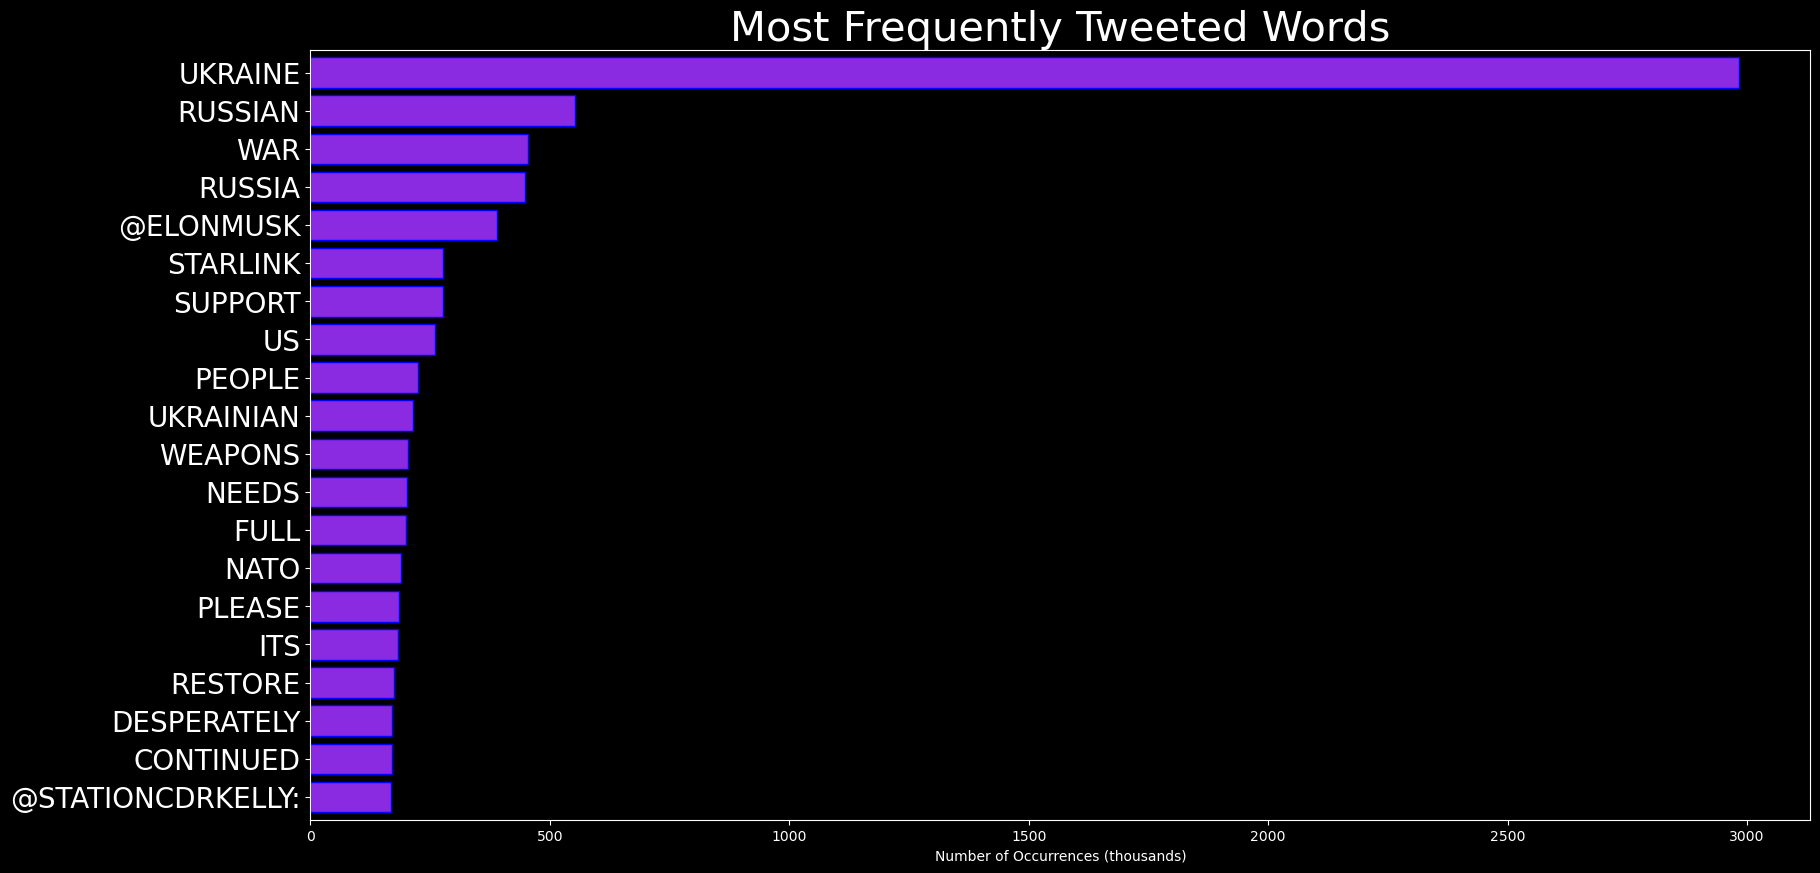 Most Frequently Tweeted Words
UKRAINE
RUSSIAN
WAR
RUSSIA
@ELONMUSK
STARLINK
SUPPORT
US
PEOPLE
UKRAINIAN
WEAPONS
NEEDS
FULL
NATO
PLEASE
ITS
RESTORE
DESPERATELY
CONTINUED
@STATIONCDRKELLY:
0 500 1000 1500 2000 2500 3000
Number of Occurrences (thousands)